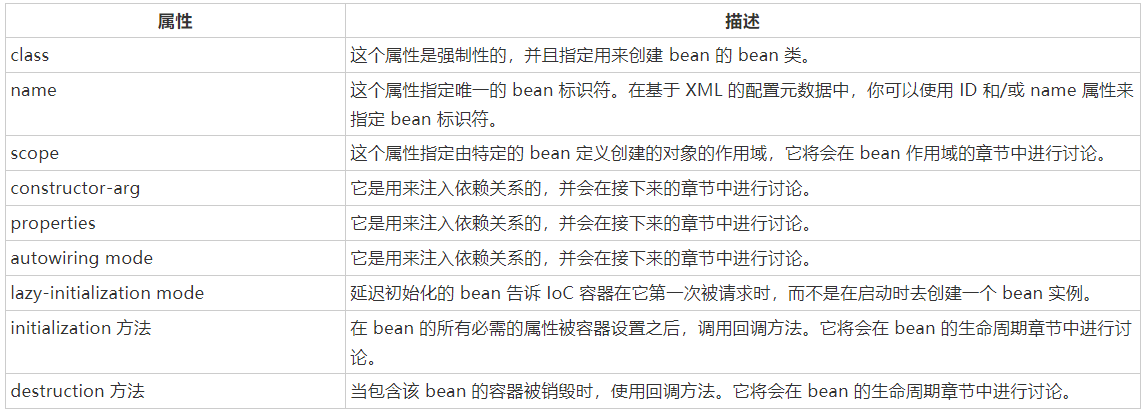 属性 描述
class 这个属性是强制性的，并且指定用来创建 bean 的 bean 类。
name 这个属性指定唯一的 bean 标识符。在基于 XML 的配置元数据中，你可以使用 ID 和/或 name 属性来
指定 bean 标识符。
scope 这个属性指定由特定的 bean 定义创建的对象的作用域，它将会在 bean 作用域的章节中进行讨论。
constructor-arg 它是用来注入依赖关系的，并会在接下来的章节中进行讨论。
properties 它是用来注入依赖关系的，并会在接下来的章节中进行讨论。
autowiring mode 它是用来注入依赖关系的，并会在接下来的章节中进行讨论。
lazy-initialization mode 延迟初始化的 bean 告诉 IoC 容器在它第一次被请求时，而不是在启动时去创建一个 bean 实例。
initialization 方法 在 bean 的所有必需的属性被容器设置之后，调用回调方法。它将会在 bean 的生命周期章节中进行讨
论。
destruction 方法 当包含该 bean 的容器被销毁时，使用回调方法。它将会在 bean 的生命周期章节中进行讨论。